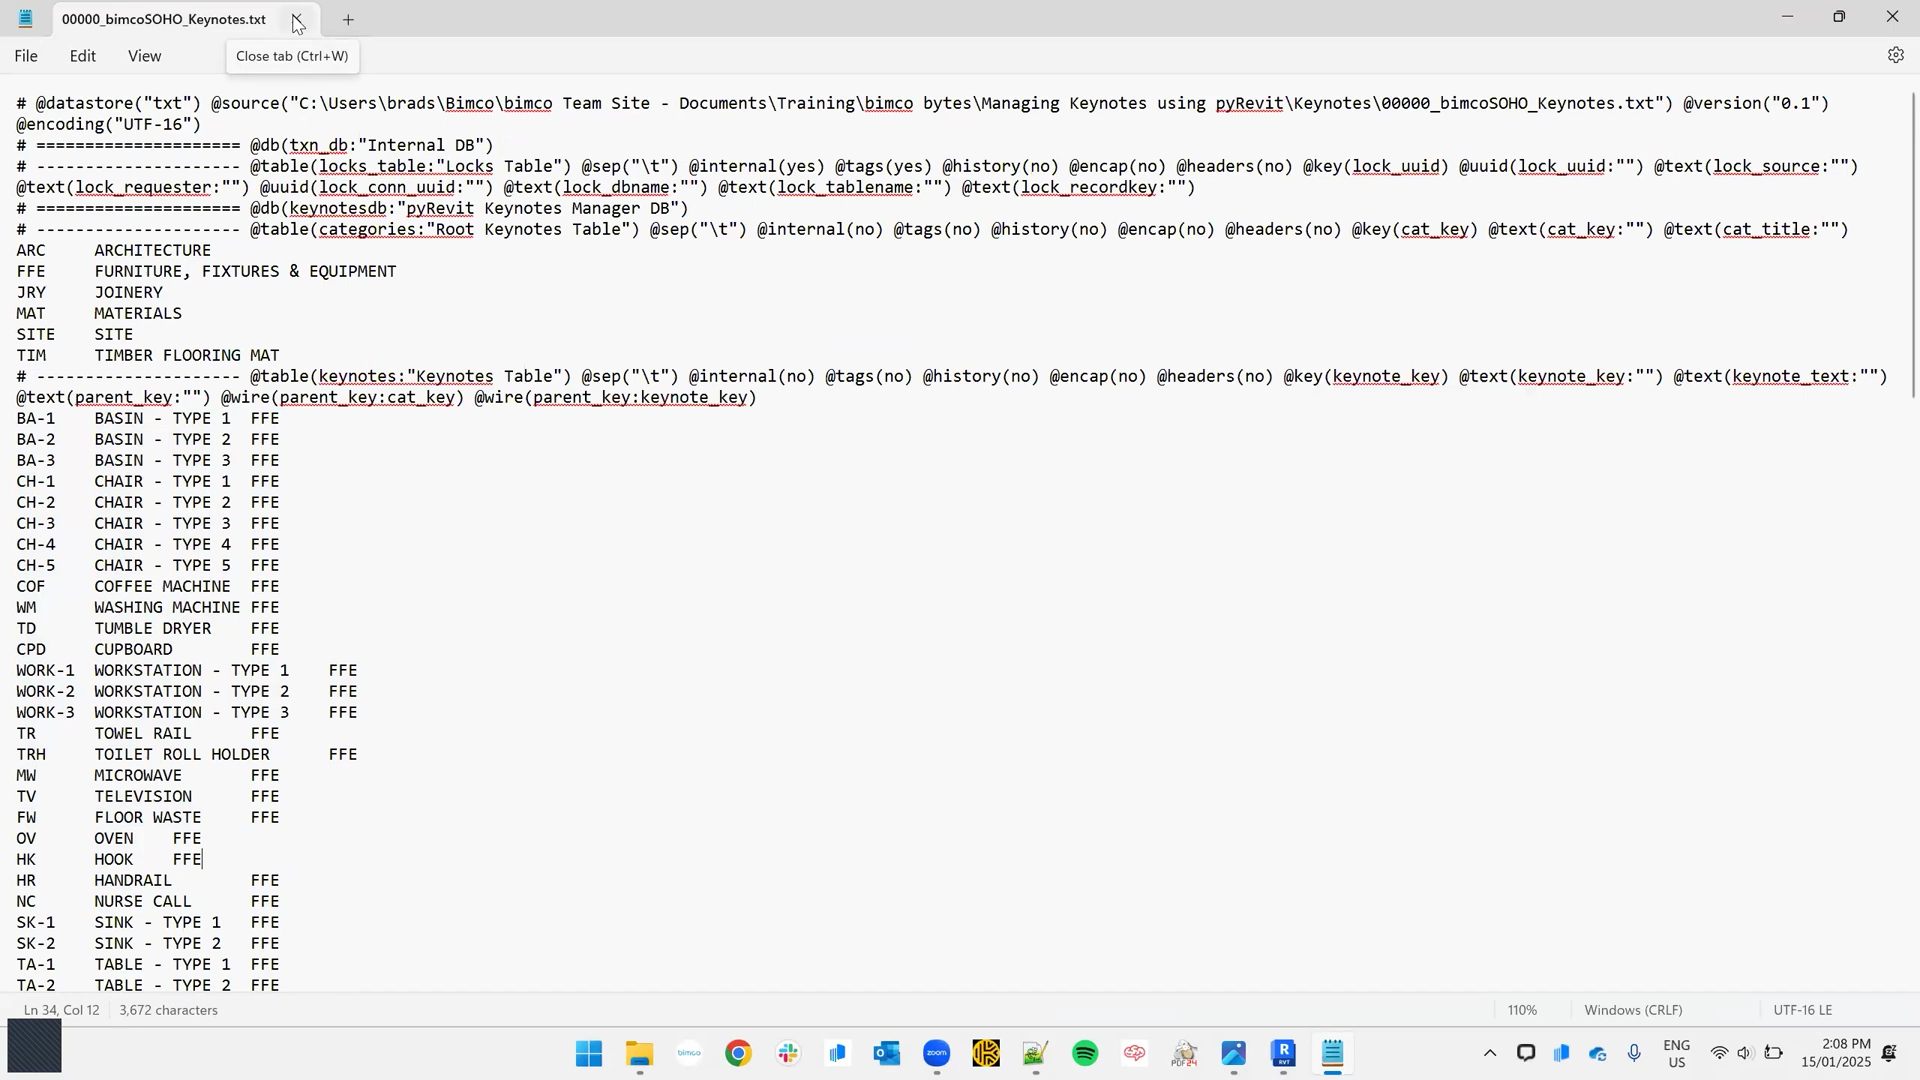 00000_bimcoSOHO_Keynotes.txt
Close tab (Ctrl+W)
File Edit View
# @datastore("txt") @source("C:\Users\brads\Bimco\bimco Team Site - Documents\Training\bimco bytes\Managing Keynotes using pyRevit\Keynotes\00000_bimcoSOHO_Keynotes.txt") @version("0.1")
@encoding("UTF-16")
# ===================== @db(txn_db:"Internal DB")
# --------------------- @table(locks_table:"Locks Table") @sep("\t") @internal(yes) @tags(yes) @history(no) @encap(no) @headers(no) @key(lock_uuid) @uuid(lock_uuid:"") @text(lock_source:"")
@text(lock_requester:"") @uuid(lock_conn_uuid:"") @text(lock_dbname:"") @text(lock_tablename:"") @text(lock_recordkey:"")
# ===================== @db(keynotesdb:"pyRevit Keynotes Manager DB")
# --------------------- @table(categories:"Root Keynotes Table") @sep("\t") @internal(no) @tags(no) @history(no) @encap(no) @headers(no) @key(cat_key) @text(cat_key:"") @text(cat_title:"")
ARC ARCHITECTURE
FFE FURNITURE, FIXTURES & EQUIPMENT
JRY JOINERY
MAT MATERIALS
SITE SITE
TIM TIMBER FLOORING MAT
# --------------------- @table(keynotes:"Keynotes Table") @sep("\t") @internal(no) @tags(no) @history(no) @encap(no) @headers(no) @key(keynote_key) @text(keynote_key:"") @text(keynote_text:"")
@text(parent_key:"") @wire(parent_key:cat_key) @wire(parent_key:keynote_key)
BA-1 BASIN - TYPE 1 FFE
BA-2 BASIN - TYPE 2 FFE
BA-3 BASIN - TYPE 3 FFE
CH-1 CHAIR - TYPE 1 FFE
CH-2 CHAIR - TYPE 2 FFE
CH-3 CHAIR - TYPE 3 FFE
CH-4 CHAIR - TYPE 4 FFE
CH-5 CHAIR - TYPE 5 FFE
COF COFFEE MACHINE FFE
WM WASHING MACHINE FFE
TD TUMBLE DRYER FFE
CPD CUPBOARD FFE
WORK-1 WORKSTATION - TYPE 1 FFE
WORK-2 WORKSTATION - TYPE 2 FFE
WORK-3 WORKSTATION - TYPE 3 FFE
TR TOWEL RAIL FFE
TRH TOILET ROLL HOLDER FFE
MW MICROWAVE FFE
TV TELEVISION FFE
FW FLOOR WASTE FFE
OV OVEN FFE
HK HOOK FFE
HR HANDRAIL FFE
NC NURSE CALL FFE
SK-1 SINK - TYPE 1 FFE
SK-2 SINK - TYPE 2 FFE
TA-1 TABLE - TYPE 1 FFE
TA-2 TABLE - TYPE 2 FFE
Ln 34, Col 12 3,672 characters 110% Windows (CRLF) UTF-16 LE
bimco zoom PDF24 R RVT ENG US 2:08 PM 15/01/2025